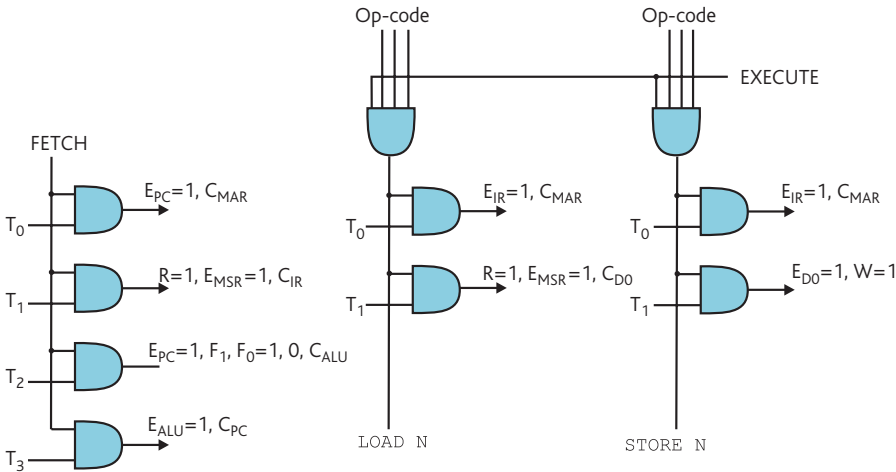 Op-code
Op-code
EXECUTE
FETCH
E_PC=1, C_MAR
T_0
R=1, E_MSR=1, C_IR
T_1
E_PC=1, F_1, F_0=1, 0, C_ALU
T_2
E_ALU=1, C_PC
T_3
E_IR=1, C_MAR
T_0
R=1, E_MSR=1, C_D0
T_1
LOAD N
E_IR=1, C_MAR
T_0
E_D0=1, W=1
T_1
STORE N